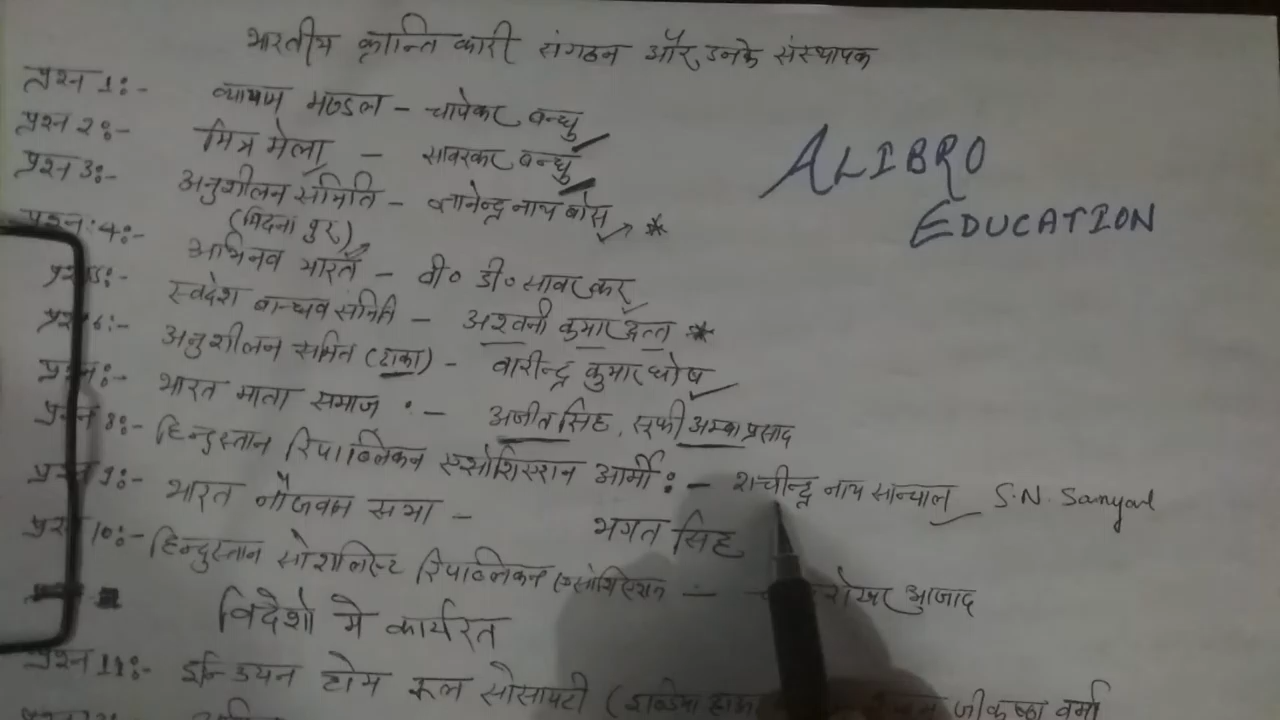 भारतीय क्रान्तिकारी संगठन और उनके संस्थापक
प्रश्न 1:- व्यायाम मण्डल – चापेकर बन्धु
प्रश्न 2:- मित्र मेला – सावरकर बन्धु
प्रश्न 3:- अनुशीलन समिति – ज्ञानेन्द्र नाथ बोस *
(मिदनापुर)
प्रश्न 4:- अभिनव भारत – वी० डी० सावरकर
प्रश्न 5:- स्वदेश बान्धव समिति – अश्वनी कुमार दत्त *
प्रश्न 6:- अनुशीलन समिति (ढाका) – वारीन्द्र कुमार घोष
प्रश्न:- भारत माता समाज :- अजीत सिंह, सूफी अम्बा प्रसाद
प्रश्न 8:- हिन्दुस्तान रिपब्लिकन एसोशिएशन आर्मी :- शचीन्द्र नाथ सान्याल S.N. Sanyal
प्रश्न 9:- भारत नौजवान सभा – भगत सिंह
प्रश्न 10:- हिन्दुस्तान सोशलिस्ट रिपब्लिकन एसोशिएशन – शेखर आजाद
विदेशो मे कार्यरत
प्रश्न 11:- इन्डियन होम रूल सोसायटी ( जी कृष्ण वर्मा
ALIBRO
EDUCATION